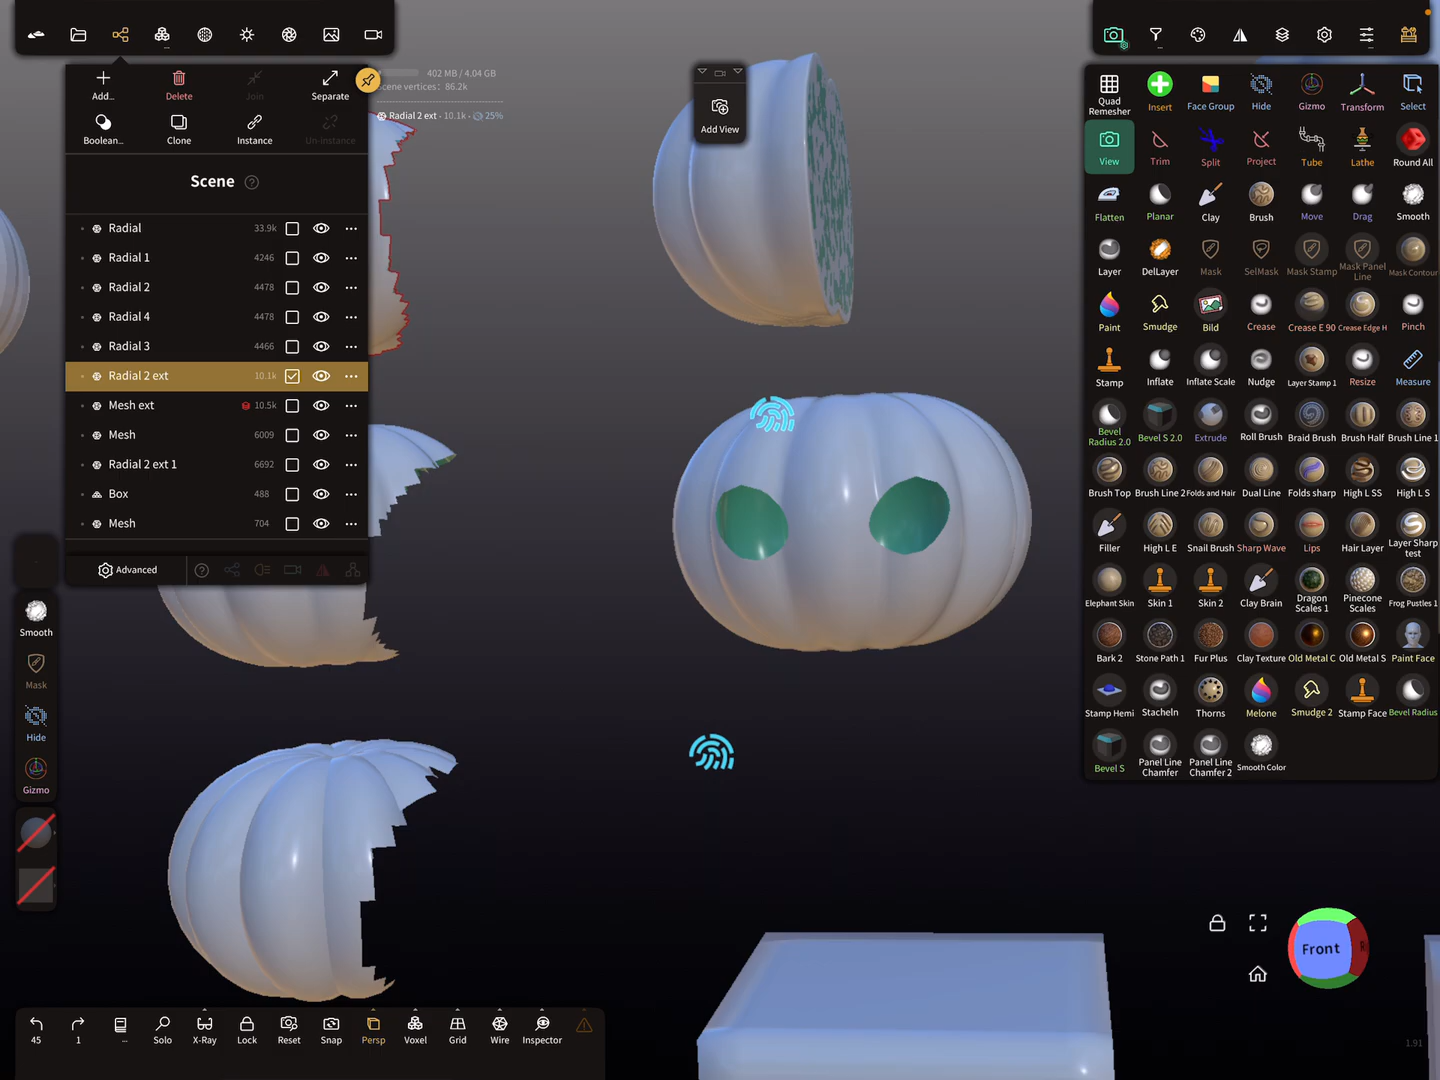 Add...
Delete
Join
Separate
Boolean...
Clone
Instance
Un-instance
402 MB / 4.04 GB
Scene vertices: 86.2k
Radial 2 ext - 10.1k - 25%
Scene
Radial 33.9k
Radial 1 4246
Radial 2 4478
Radial 4 4478
Radial 3 4466
Radial 2 ext 10.1k
Mesh ext 10.5k
Mesh 6009
Radial 2 ext 1 6692
Box 488
Mesh 704
Advanced
Smooth
Mask
Hide
Gizmo
Add View
Quad Remesher
Insert
Face Group
Hide
Gizmo
Transform
Select
View
Trim
Split
Project
Tube
Lathe
Round All
Flatten
Planar
Clay
Brush
Move
Drag
Smooth
Layer
DelLayer
Mask
SelMask
Mask Stamp
Mask Panel Line
Mask Contour
Paint
Smudge
Bild
Crease
Crease E 90
Crease Edge H
Pinch
Stamp
Inflate
Inflate Scale
Nudge
Layer Stamp 1
Resize
Measure
Bevel Radius 2.0
Bevel S 2.0
Extrude
Roll Brush
Braid Brush
Brush Half
Brush Line 1
Brush Top
Brush Line 2
Folds and Hair
Dual Line
Folds sharp
High L SS
High L S
Filler
High L E
Snail Brush
Sharp Wave
Lips
Hair Layer
Layer Sharp test
Elephant Skin
Skin 1
Skin 2
Clay Brain
Dragon Scales 1
Pinecone Scales
Frog Pustles 1
Bark 2
Stone Path 1
Fur Plus
Clay Texture
Old Metal C
Old Metal S
Paint Face
Stamp Hemi
Stacheln
Thorns
Melone
Smudge 2
Stamp Face
Bevel Radius
Bevel S
Panel Line Chamfer
Panel Line Chamfer 2
Smooth Color
Front
R
1.91
45
1
...
Solo
X-Ray
Lock
Reset
Snap
Persp
Voxel
Grid
Wire
Inspector